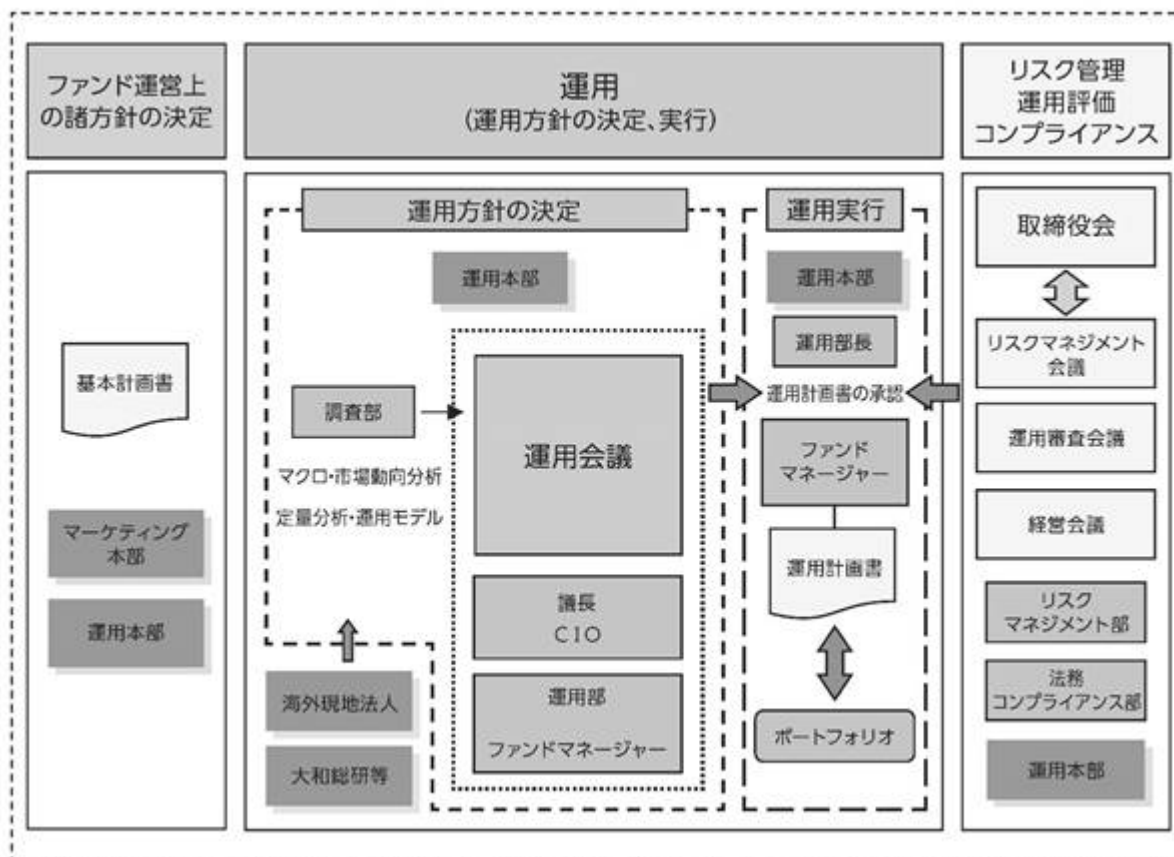 ファンド運営上
の諸方針の決定
運用
(運用方針の決定、実行)
リスク管理
運用評価
コンプライアンス
基本計画書
マーケティング
本部
運用本部
運用方針の決定
運用本部
調査部
マクロ・市場動向分析
定量分析・運用モデル
海外現地法人
大和総研等
運用会議
議長
CIO
運用部
ファンドマネージャー
運用実行
運用本部
運用部長
運用計画書の承認
ファンド
マネージャー
運用計画書
ポートフォリオ
取締役会
リスクマネジメント
会議
運用審査会議
経営会議
リスク
マネジメント部
法務
コンプライアンス部
運用本部